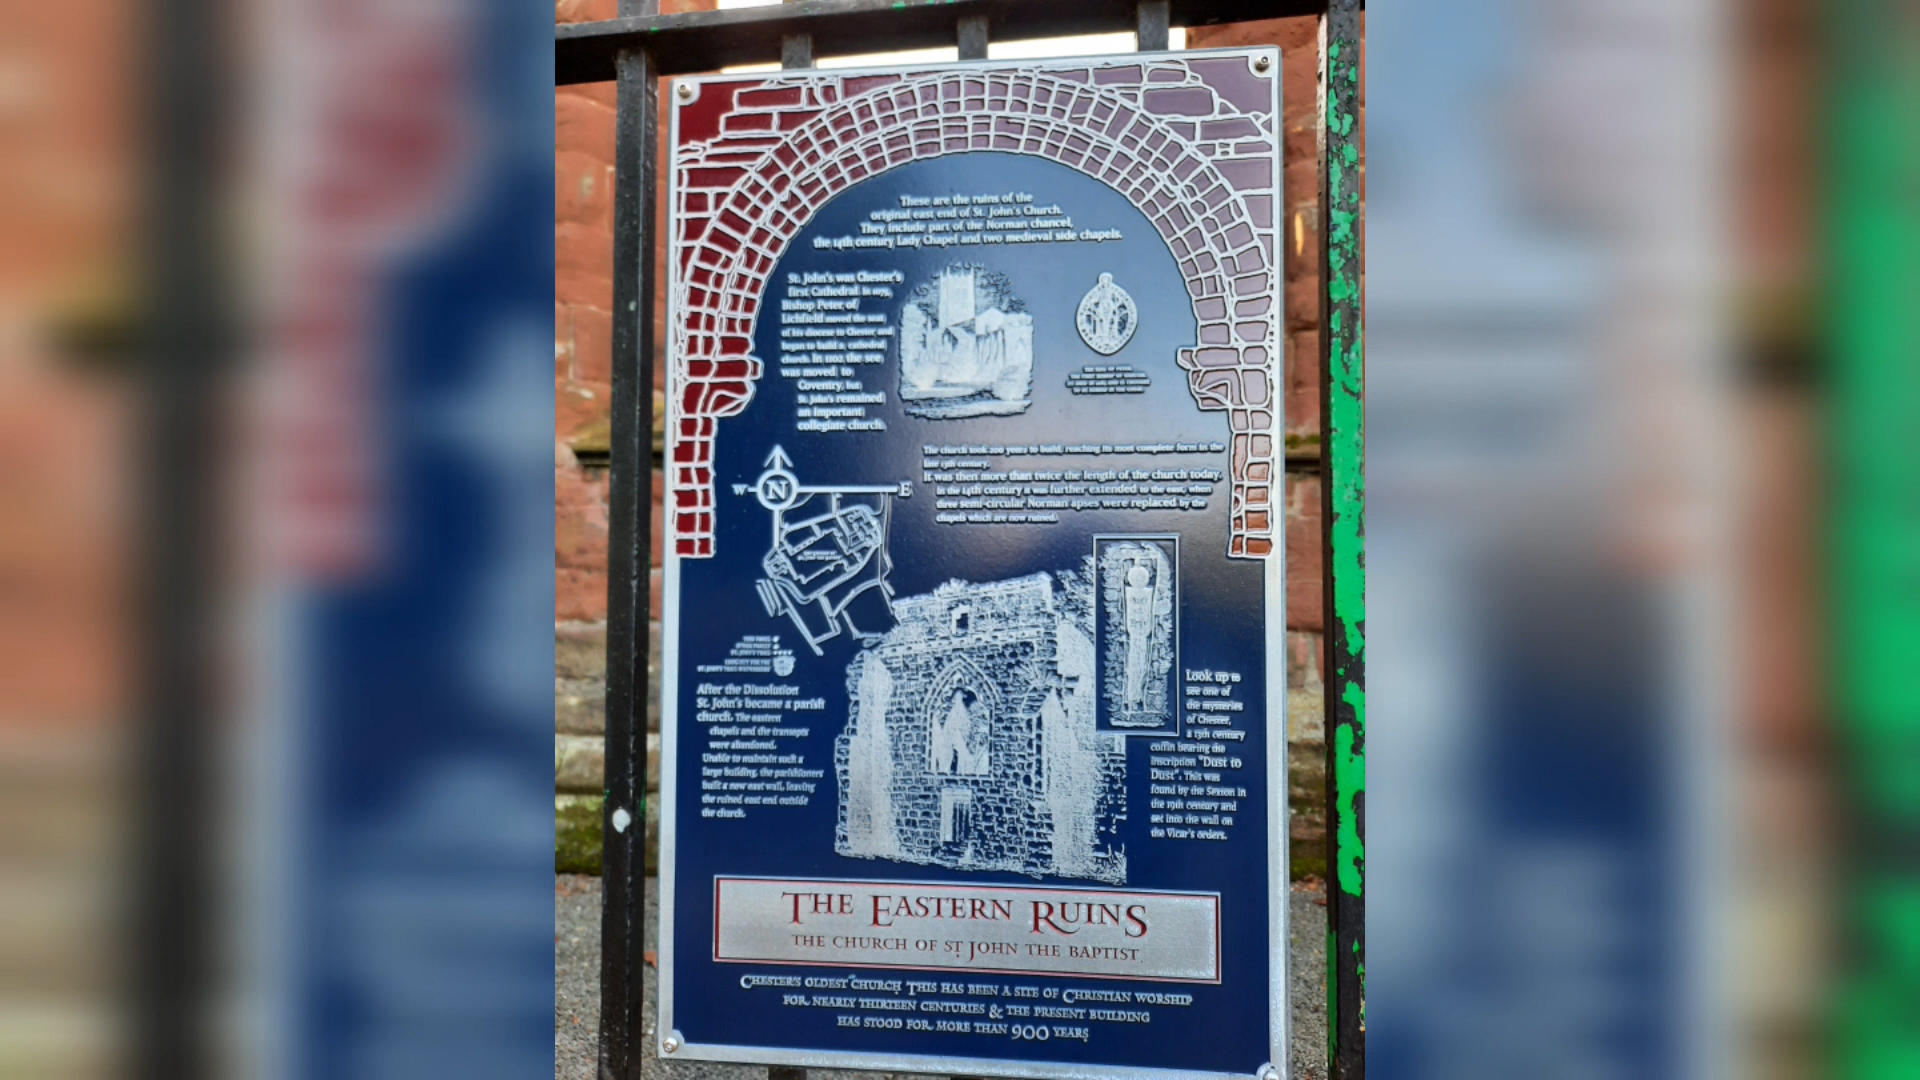 These are the ruins of the
original east end of St. John's Church.
They include part of the Norman chancel,
the 14th century Lady Chapel and two medieval side chapels.
St. John's was Chester's
first Cathedral. In 1075,
Bishop Peter, of
Lichfield moved the seat
of his diocese to Chester and
began to build a cathedral
church. In 1102 the see
was moved to
Coventry, but
St. John's remained
an important
collegiate church.
The church took 200 years to build, reaching its most complete form in the
late 13th century.
It was then more than twice the length of the church today.
In the 14th century it was further extended to the east, when
three semi-circular Norman apses were replaced by the
chapels which are now ruined.
W N E
After the Dissolution
St. John's became a parish
church. The eastern
chapels and the transepts
were abandoned.
Unable to maintain such a
large building, the parishioners
built a new east wall, leaving
the ruined east end outside
the church.
Look up to
see one of
the mysteries
of Chester,
a 13th century
coffin bearing the
inscription "Dust to
Dust". This was
found by the Sexton in
the 19th century and
set into the wall on
the Vicar's orders.
THE EASTERN RUINS
THE CHURCH OF ST JOHN THE BAPTIST
CHESTER'S OLDEST CHURCH THIS HAS BEEN A SITE OF CHRISTIAN WORSHIP
FOR NEARLY THIRTEEN CENTURIES & THE PRESENT BUILDING
HAS STOOD FOR MORE THAN 900 YEARS